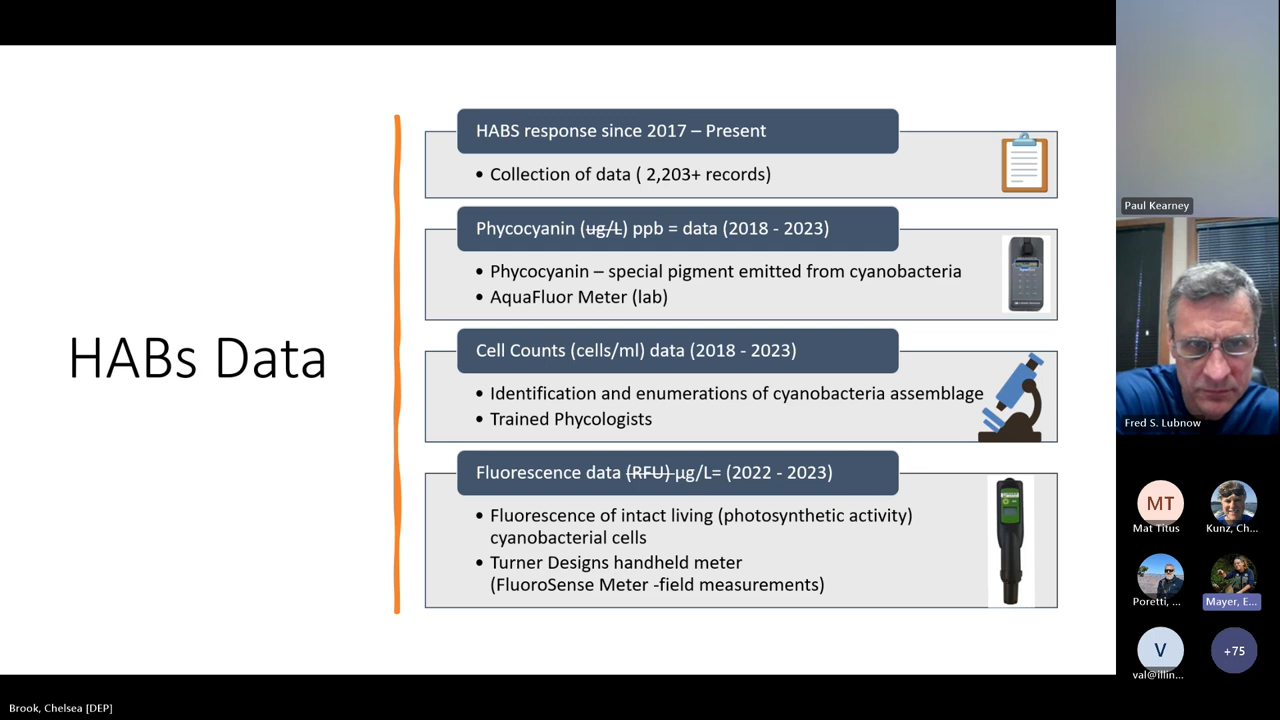 HABs Data
HABS response since 2017 – Present
• Collection of data ( 2,203+ records)
Phycocyanin (ug/L) ppb = data (2018 - 2023)
• Phycocyanin – special pigment emitted from cyanobacteria
• AquaFluor Meter (lab)
Cell Counts (cells/ml) data (2018 - 2023)
• Identification and enumerations of cyanobacteria assemblage
• Trained Phycologists
Fluorescence data (RFU) µg/L= (2022 - 2023)
• Fluorescence of intact living (photosynthetic activity)
cyanobacterial cells
• Turner Designs handheld meter
(FluoroSense Meter -field measurements)
Paul Kearney
Fred S. Lubnow
MT
Mat Titus
Kunz, Ch...
Poretti, ...
Mayer, E...
V
val@illin...
+75
Brook, Chelsea [DEP]